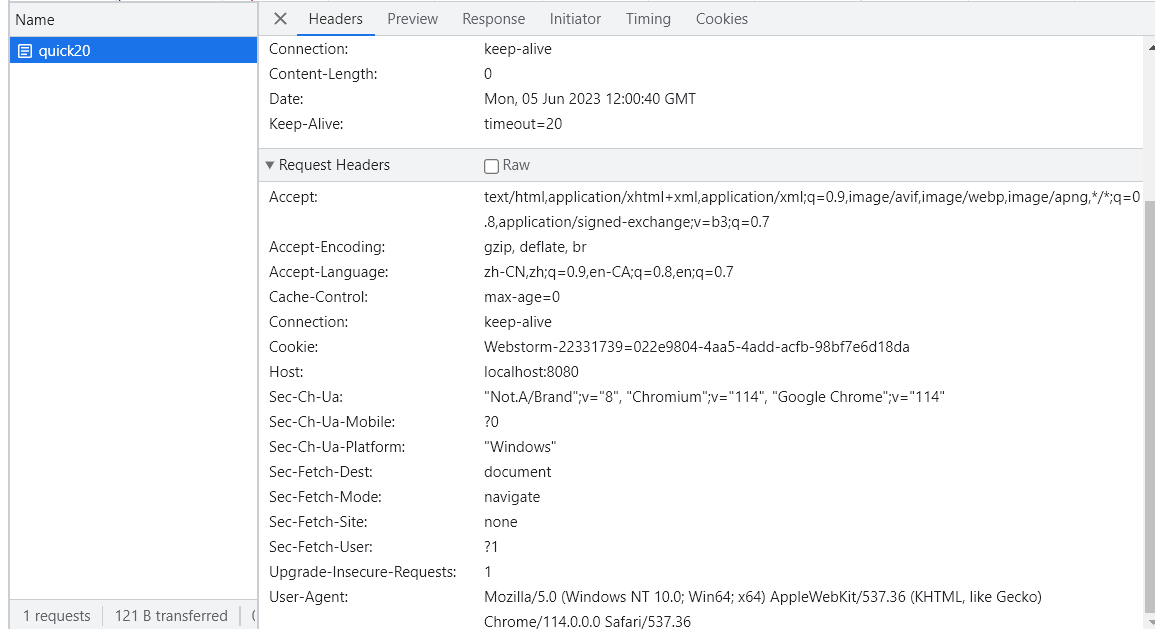 Name
Headers Preview Response Initiator Timing Cookies
quick20
Connection: keep-alive
Content-Length: 0
Date: Mon, 05 Jun 2023 12:00:40 GMT
Keep-Alive: timeout=20
Request Headers Raw
Accept: text/html,application/xhtml+xml,application/xml;q=0.9,image/avif,image/webp,image/apng,*/*;q=0
.8,application/signed-exchange;v=b3;q=0.7
Accept-Encoding: gzip, deflate, br
Accept-Language: zh-CN,zh;q=0.9,en-CA;q=0.8,en;q=0.7
Cache-Control: max-age=0
Connection: keep-alive
Cookie: Webstorm-22331739=022e9804-4aa5-4add-acfb-98bf7e6d18da
Host: localhost:8080
Sec-Ch-Ua: "Not.A/Brand";v="8", "Chromium";v="114", "Google Chrome";v="114"
Sec-Ch-Ua-Mobile: ?0
Sec-Ch-Ua-Platform: "Windows"
Sec-Fetch-Dest: document
Sec-Fetch-Mode: navigate
Sec-Fetch-Site: none
Sec-Fetch-User: ?1
Upgrade-Insecure-Requests: 1
User-Agent: Mozilla/5.0 (Windows NT 10.0; Win64; x64) AppleWebKit/537.36 (KHTML, like Gecko)
Chrome/114.0.0.0 Safari/537.36
1 requests 121 B transferred